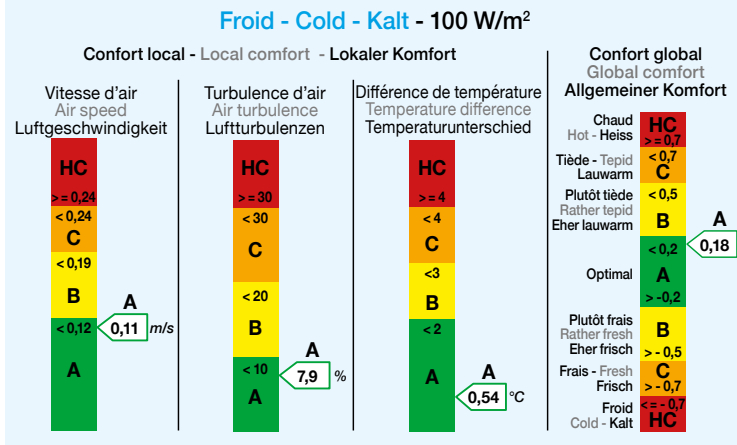 Froid - Cold - Kalt - 100 W/m²
Confort local - Local comfort - Lokaler Komfort
Vitesse d'air
Air speed
Luftgeschwindigkeit
HC
>= 0,24
< 0,24
C
< 0,19
B
< 0,12
A
A
0,11 m/s
Turbulence d'air
Air turbulence
Luftturbulenzen
HC
>= 30
< 30
C
< 20
B
< 10
A
A
7,9 %
Différence de température
Temperature difference
Temperaturunterschied
HC
>= 4
< 4
C
<3
B
< 2
A
A
0,54 °C
Confort global
Global comfort
Allgemeiner Komfort
Chaud
Hot - Heiss
HC
>= 0,7
Tiède - Tepid
Lauwarm
< 0,7
C
Plutôt tiède
Rather tepid
Eher lauwarm
< 0,5
B
A
0,18
Optimal
< 0,2
A
> -0,2
Plutôt frais
Rather fresh
Eher frisch
B
> - 0,5
Frais - Fresh
Frisch
C
> - 0,7
Froid
Cold - Kalt
<= - 0,7
HC